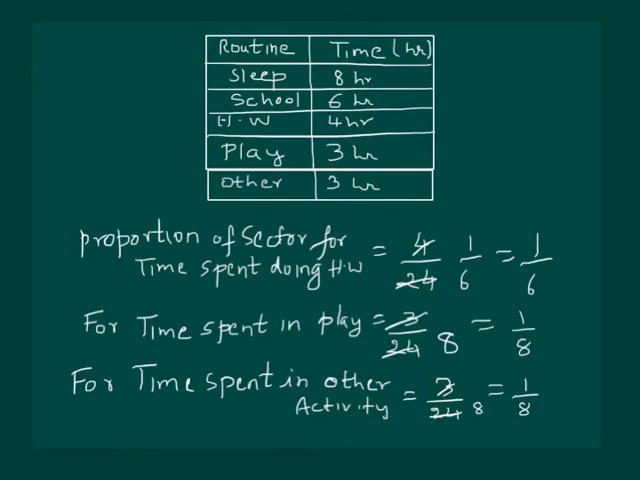 Routine Time (hr)
Sleep 8 hr
School 6 hr
H.W 4hr
Play 3 hr
other 3 hr
proportion of Sector for
Time spent doing H.W = 4/24 1/6 = 1/6
For Time spent in play = 3/24 8 = 1/8
For Time spent in other
Activity = 3/24 8 = 1/8